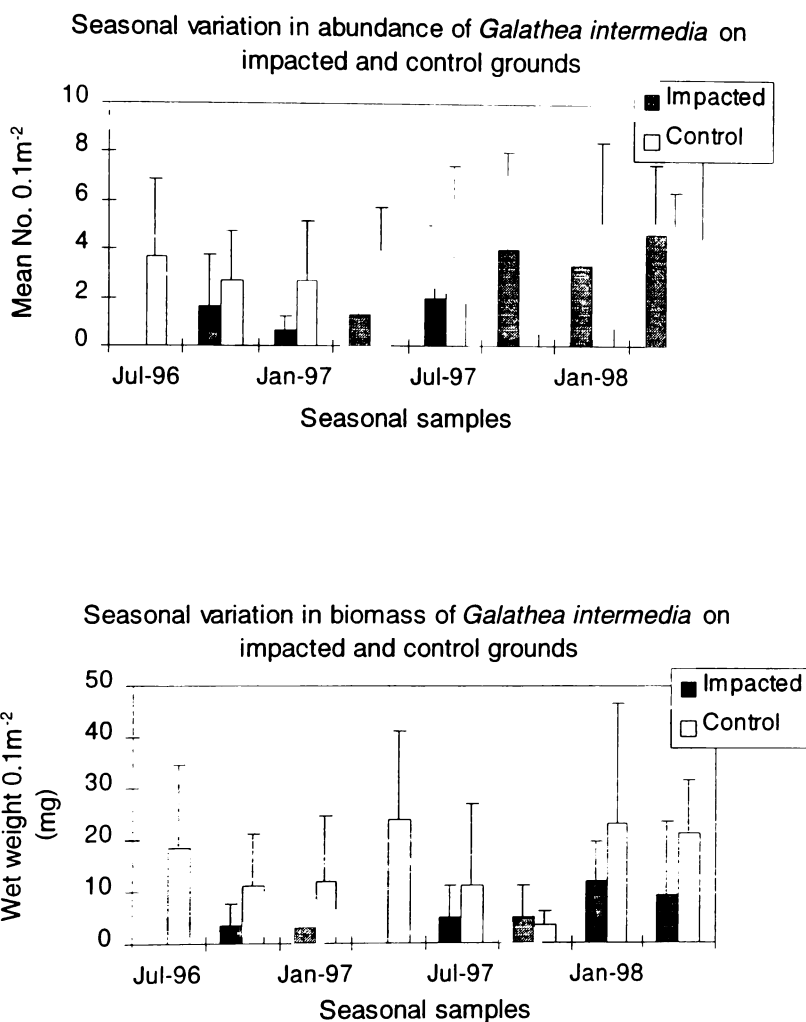 Seasonal variation in abundance of Galathea intermedia on
impacted and control grounds
Impacted
Control
Mean No. 0.1m-2
10
8
6
4
2
0
Jul-96 Jan-97 Jul-97 Jan-98
Seasonal samples
Seasonal variation in biomass of Galathea intermedia on
impacted and control grounds
Impacted
Control
Wet weight 0.1m-2
(mg)
50
40
30
20
10
0
Jul-96 Jan-97 Jul-97 Jan-98
Seasonal samples